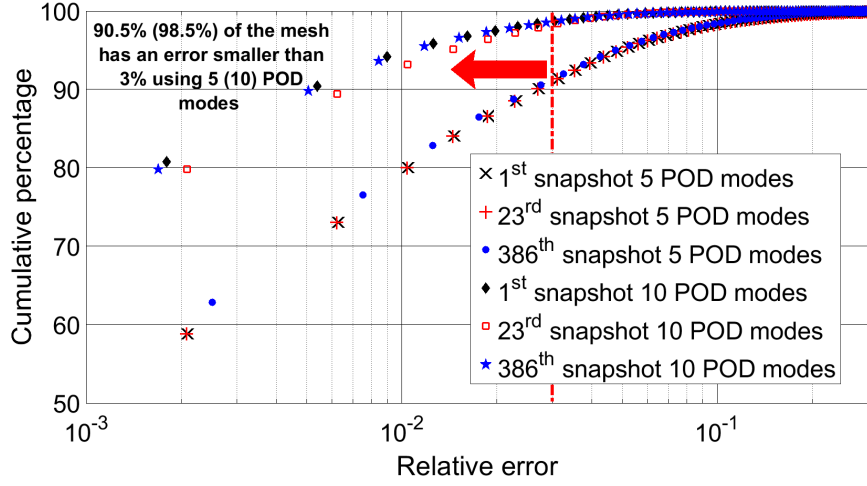 100
90
80
70
60
50
Cumulative percentage
90.5% (98.5%) of the mesh
has an error smaller than
3% using 5 (10) POD
modes
1st snapshot 5 POD modes
23rd snapshot 5 POD modes
386th snapshot 5 POD modes
1st snapshot 10 POD modes
23rd snapshot 10 POD modes
386th snapshot 10 POD modes
10-3
10-2
10-1
Relative error